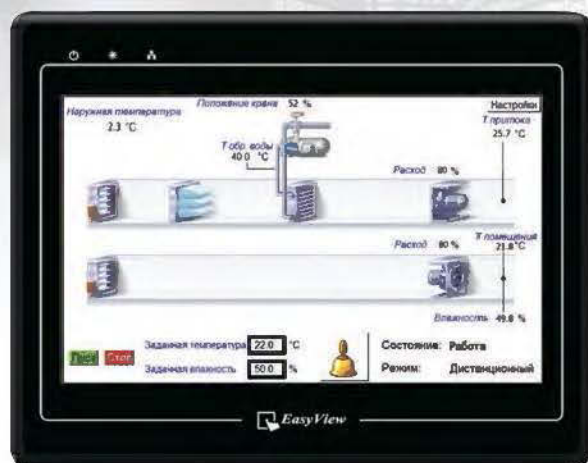 Наружная температура
2.3 °C
Положение крана 52 %
Настройки
Т притока
25.7 °C
Т обр. воды
40.0 °C
Расход 80 %
Расход 80 %
Т помещения
21.8 °C
Влажность 49.8 %
Пуск Стоп
Заданная температура 22.0 °C
Заданная влажность 50.0 %
Состояние: Работа
Режим: Дистанционный
EasyView